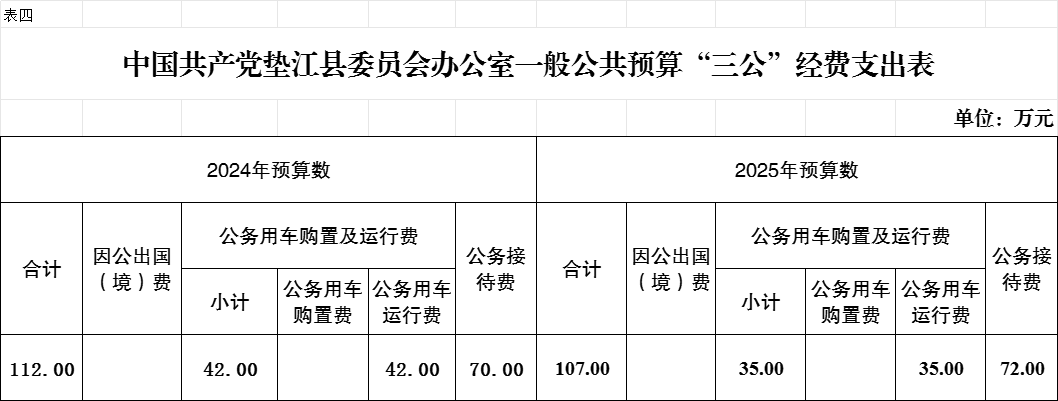 表四
中国共产党垫江县委员会办公室一般公共预算“三公”经费支出表
单位：万元
2024年预算数 2025年预算数
合计 因公出国（境）费 公务用车购置及运行费 公务接待费 合计 因公出国（境）费 公务用车购置及运行费 公务接待费
小计 公务用车购置费 公务用车运行费 小计 公务用车购置费 公务用车运行费
112.00 42.00 42.00 70.00 107.00 35.00 35.00 72.00